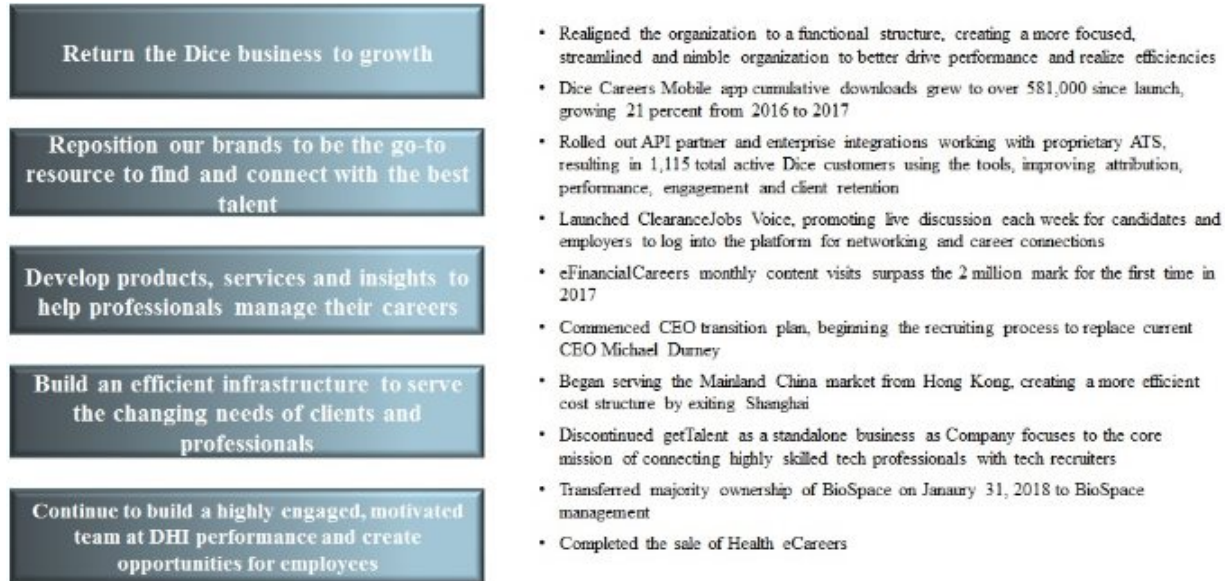 Return the Dice business to growth
Reposition our brands to be the go-to
resource to find and connect with the best
talent
Develop products, services and insights to
help professionals manage their careers
Build an efficient infrastructure to serve
the changing needs of clients and
professionals
Continue to build a highly engaged, motivated
team at DHI performance and create
opportunities for employees
• Realigned the organization to a functional structure, creating a more focused,
streamlined and nimble organization to better drive performance and realize efficiencies
• Dice Careers Mobile app cumulative downloads grew to over 581,000 since launch,
growing 21 percent from 2016 to 2017
• Rolled out API partner and enterprise integrations working with proprietary ATS,
resulting in 1,115 total active Dice customers using the tools, improving attribution,
performance, engagement and client retention
• Launched ClearanceJobs Voice, promoting live discussion each week for candidates and
employers to log into the platform for networking and career connections
• eFinancialCareers monthly content visits surpass the 2 million mark for the first time in
2017
• Commenced CEO transition plan, beginning the recruiting process to replace current
CEO Michael Durney
• Began serving the Mainland China market from Hong Kong, creating a more efficient
cost structure by exiting Shanghai
• Discontinued getTalent as a standalone business as Company focuses to the core
mission of connecting highly skilled tech professionals with tech recruiters
• Transferred majority ownership of BioSpace on Janaury 31, 2018 to BioSpace
management
• Completed the sale of Health eCareers